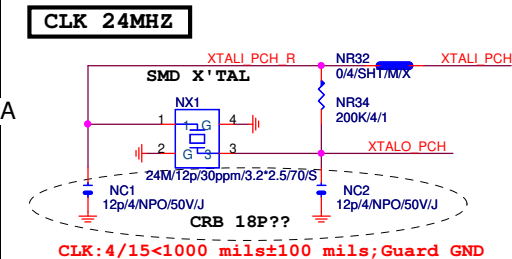 CLK 24MHZ
XTALI_PCH_R
NR32
XTALI_PCH
0/4/SHT/M/X
SMD X'TAL
A
NX1
NR34
200K/4/1
1
1
G
4
2
G
3
3
XTALO_PCH
24M/12p/30ppm/3.2*2.5/70/S
NC1
NC2
12p/4/NPO/50V/J
12p/4/NPO/50V/J
CRB 18P??
CLK:4/15<1000 mils±100 mils;Guard GND